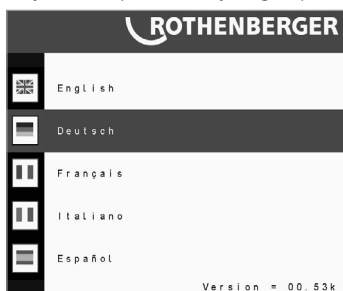 ROTHENBERGER
English
Deutsch
Français
Italiano
Español
Version = 00.53k